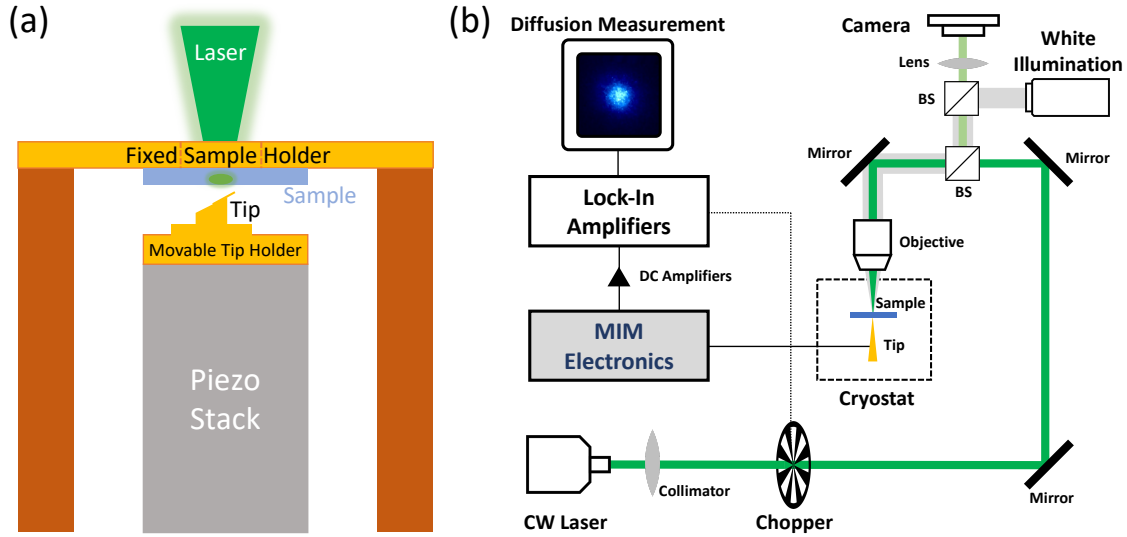 (a)
Laser
Fixed Sample Holder
Sample
Tip
Movable Tip Holder
Piezo
Stack
(b)
Diffusion Measurement
Camera
White
Illumination
Lens
BS
Mirror
Mirror
BS
Lock-In
Amplifiers
Objective
DC Amplifiers
Sample
MIM
Electronics
Tip
Cryostat
Collimator
Mirror
CW Laser
Chopper